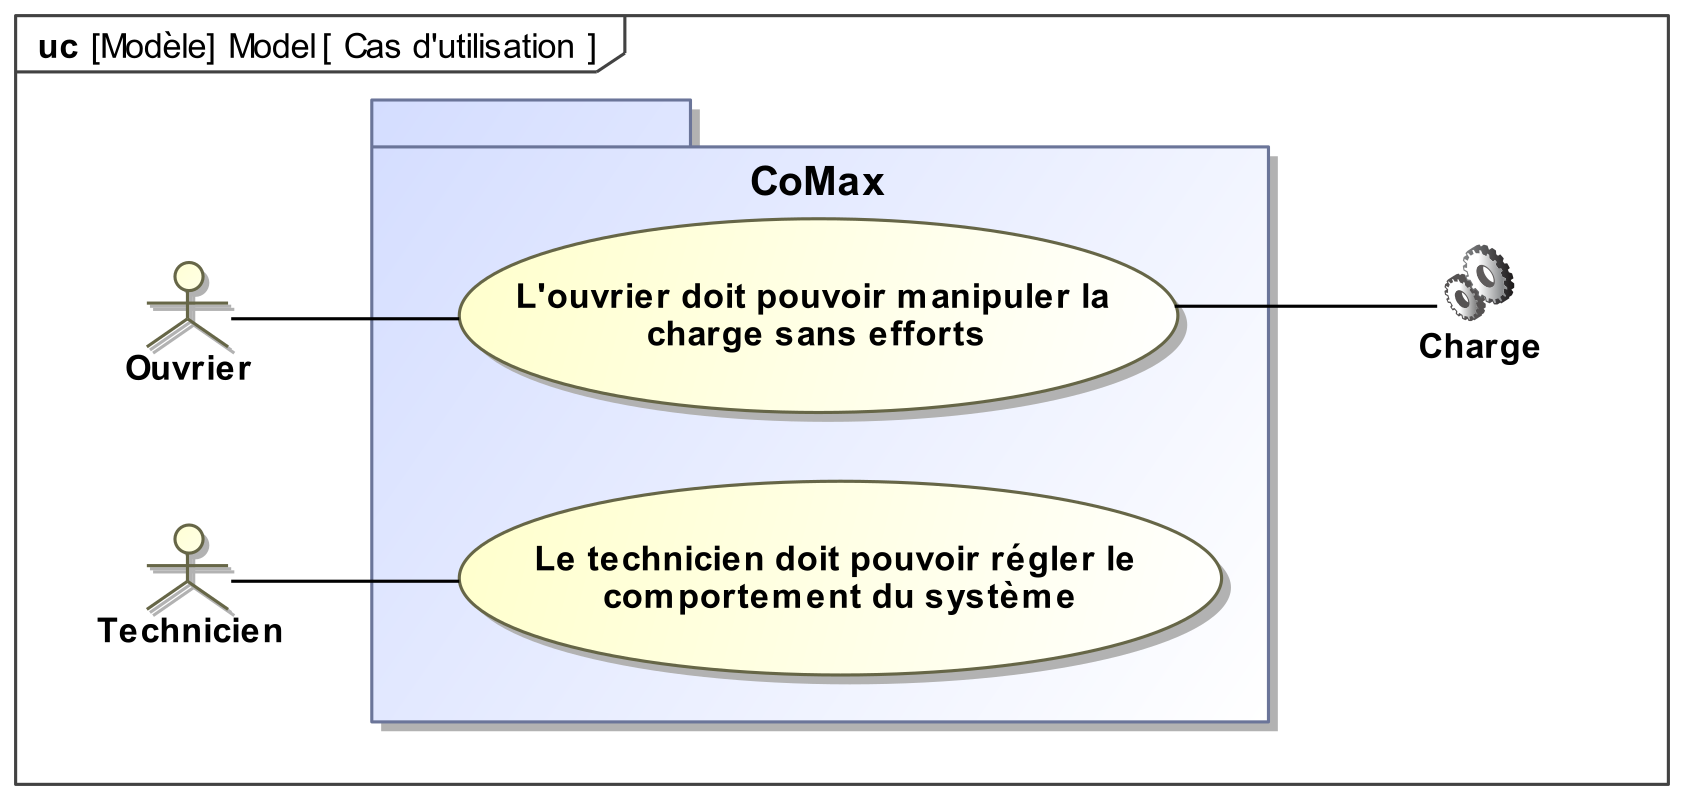 uc [Modèle] Model [ Cas d'utilisation ]
CoMax
L'ouvrier doit pouvoir manipuler la
charge sans efforts
Ouvrier
Charge
Le technicien doit pouvoir régler le
comportement du système
Technicien